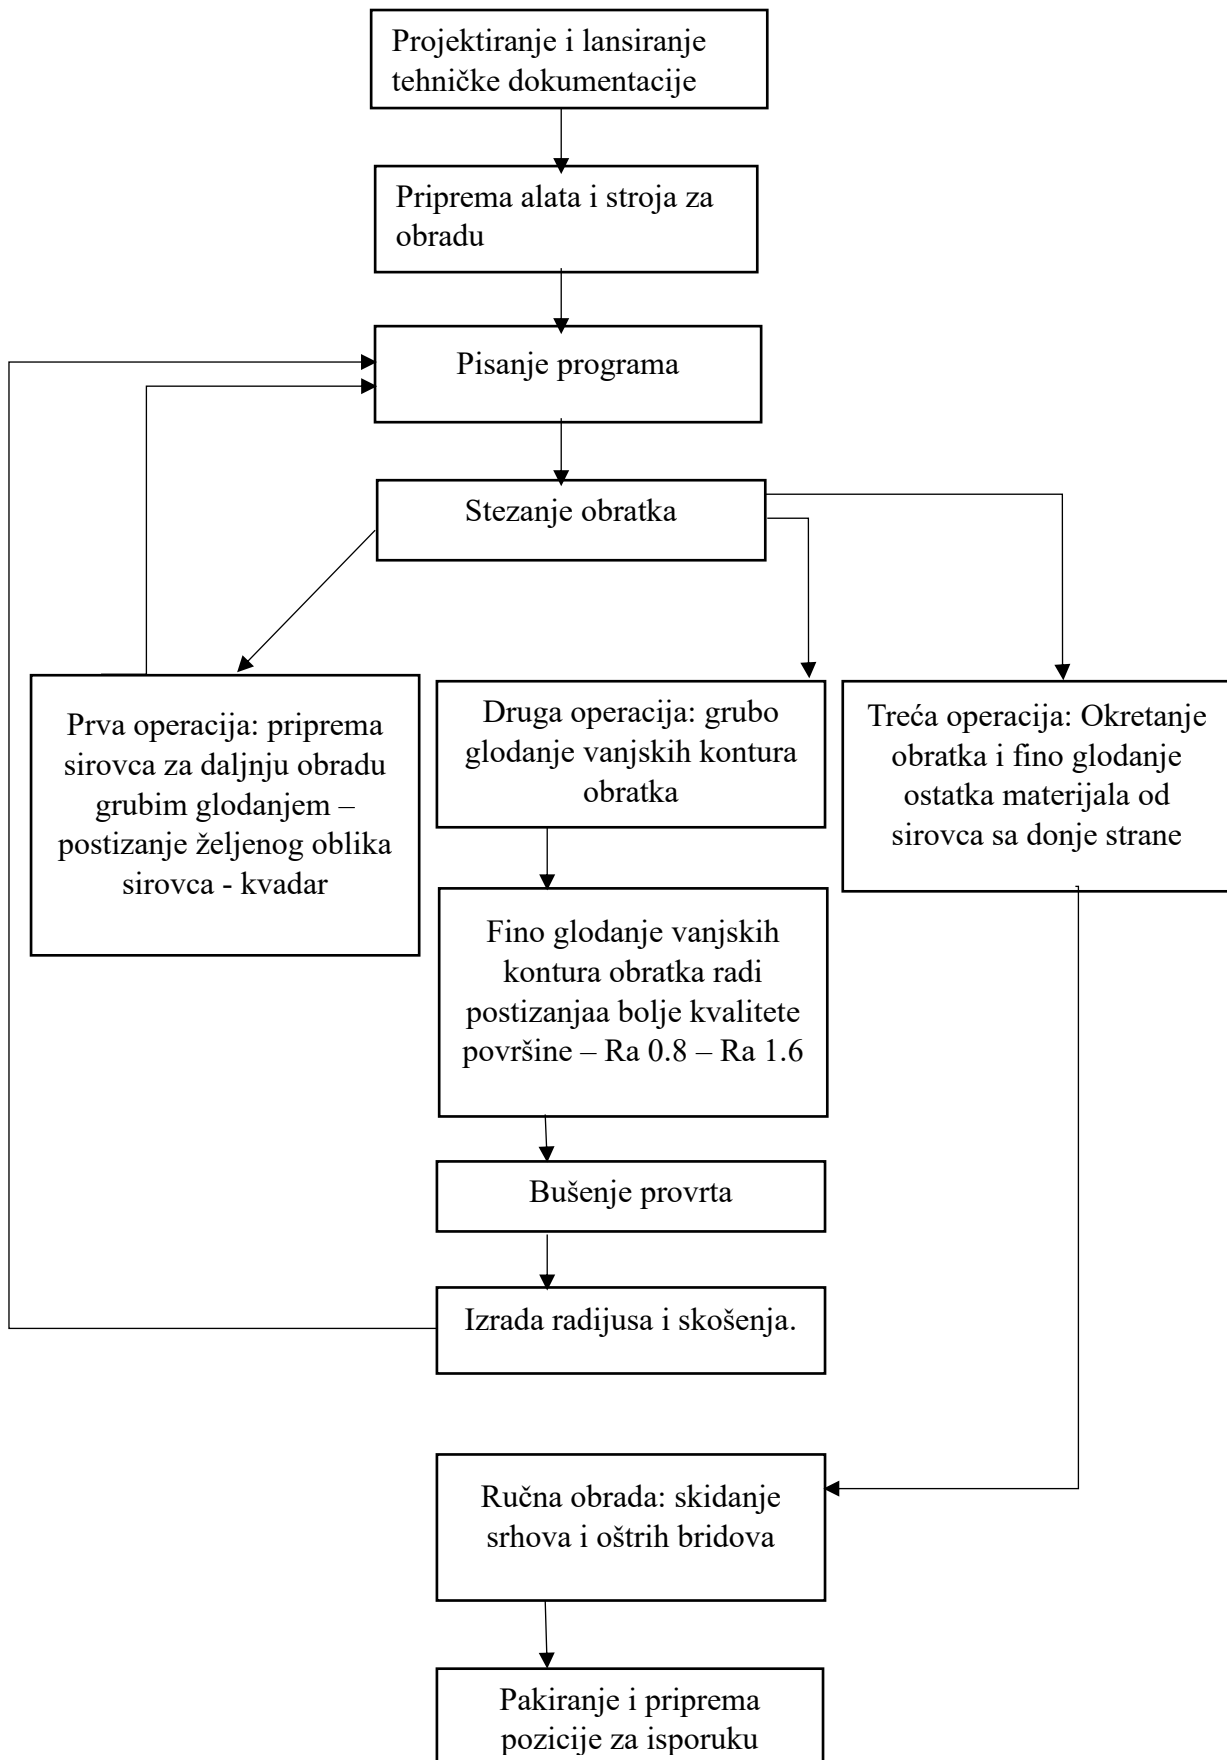 Projektiranje i lansiranje
tehničke dokumentacije
Priprema alata i stroja za
obradu
Pisanje programa
Stezanje obratka
Prva operacija: priprema
sirovca za daljnju obradu
grubim glodanjem –
postizanje željenog oblika
sirovca - kvadar
Druga operacija: grubo
glodanje vanjskih kontura
obratka
Treća operacija: Okretanje
obratka i fino glodanje
ostatka materijala od
sirovca sa donje strane
Fino glodanje vanjskih
kontura obratka radi
postizanjaa bolje kvalitete
površine – Ra 0.8 – Ra 1.6
Bušenje provrta
Izrada radijusa i skošenja.
Ručna obrada: skidanje
srhova i oštrih bridova
Pakiranje i priprema
pozicije za isporuku